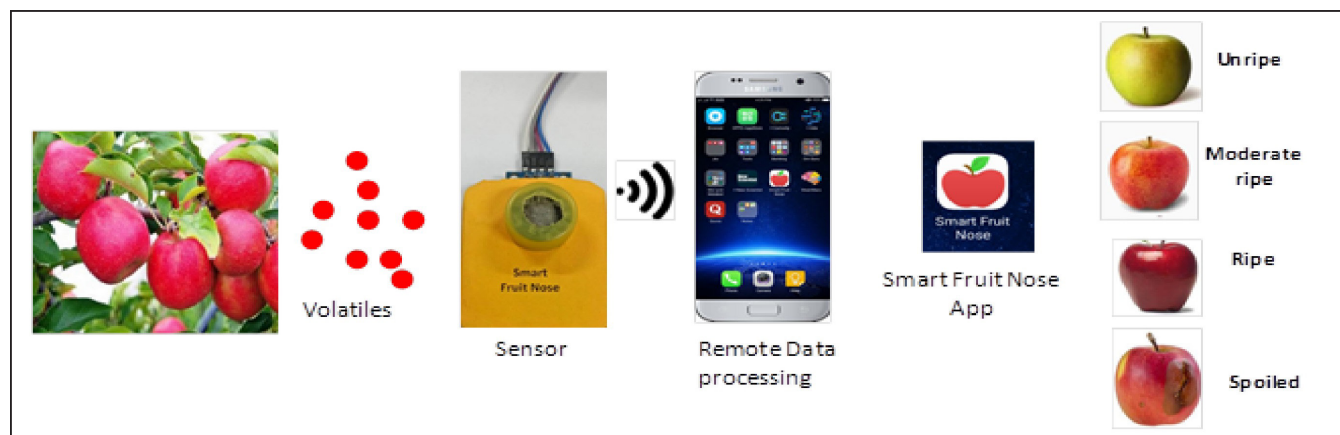 Volatiles
Smart
Fruit Nose
Sensor
SAMSUNG
Remote Data
processing
Smart Fruit
Nose
Smart Fruit Nose
App
Unripe
Moderate
ripe
Ripe
Spoiled